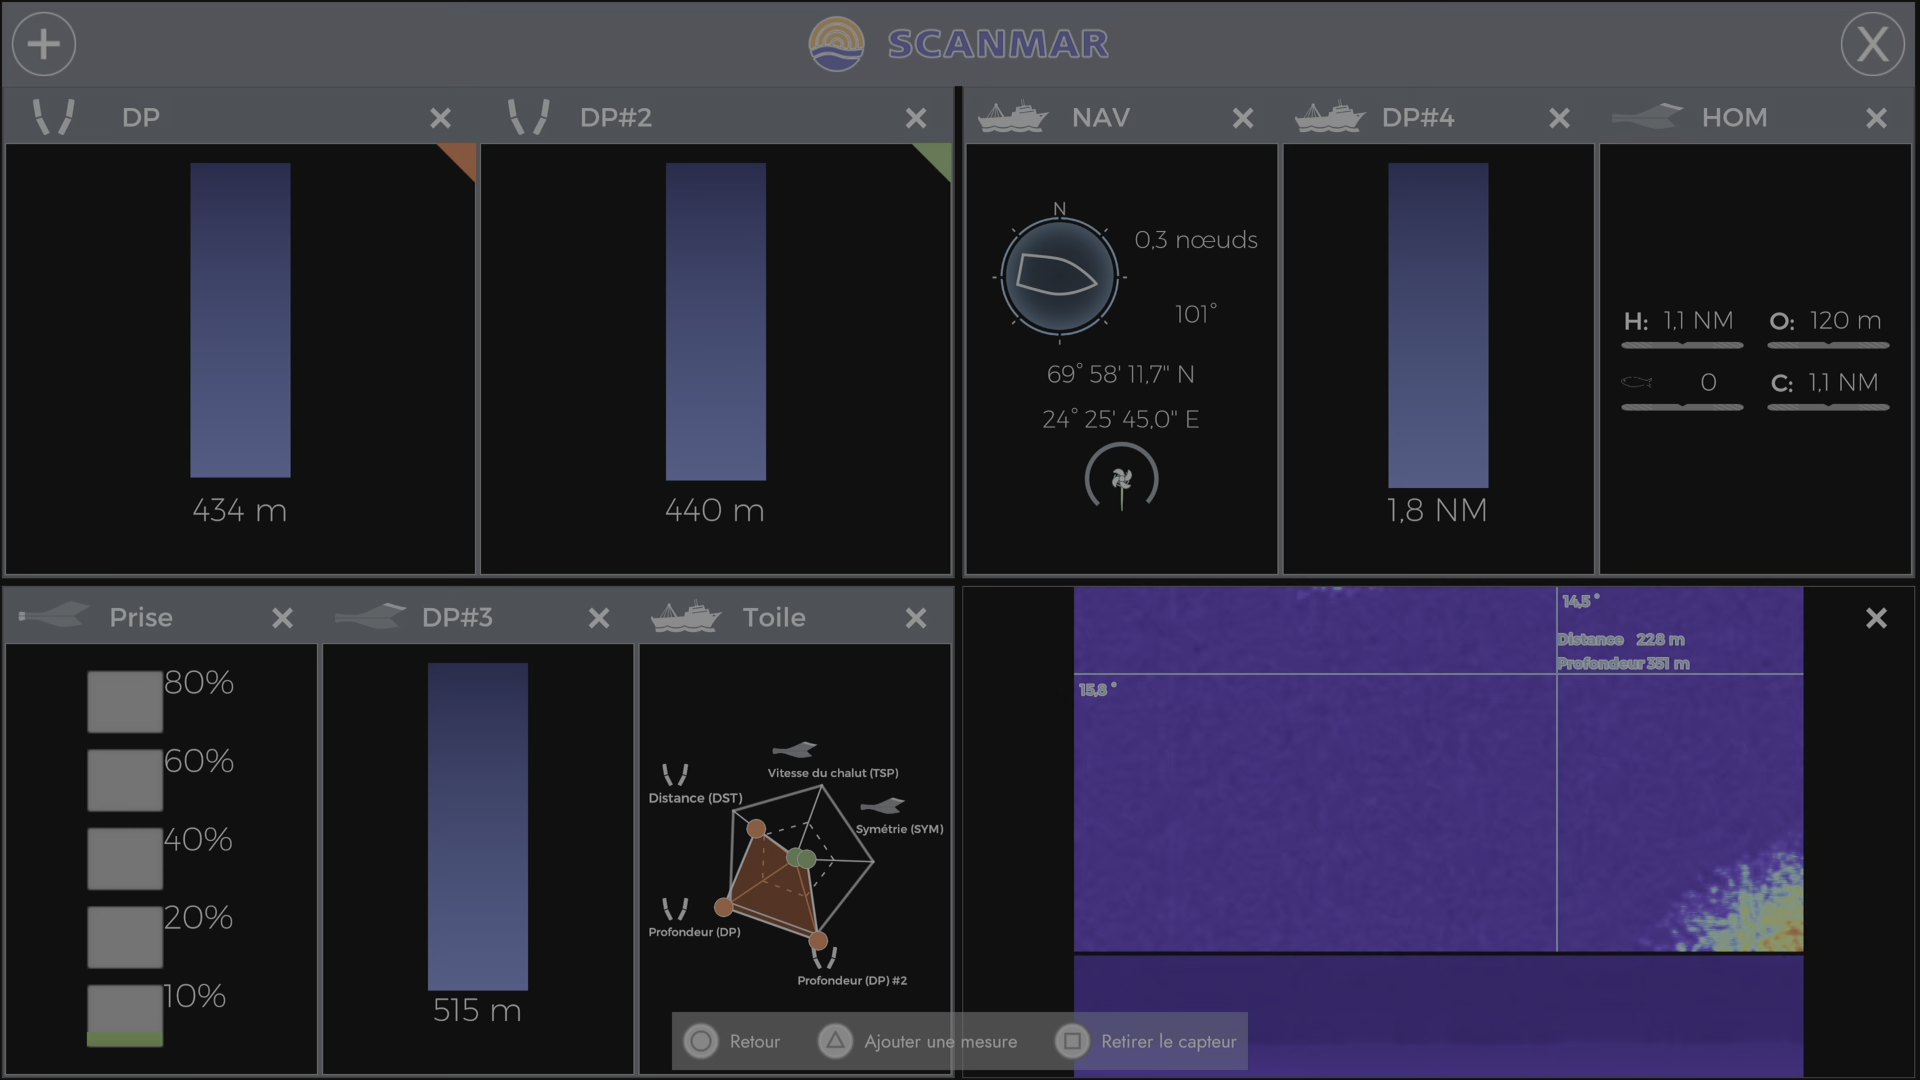 SCANMAR
X
DP
DP#2
NAV
DP#4
HOM
434 m
440 m
N
0,3 nœuds
101°
69° 58' 11,7" N
24° 25' 45,0" E
1,8 NM
H: 1,1 NM
O: 120 m
0
C: 1,1 NM
Prise
DP#3
Toile
80%
60%
40%
20%
10%
515 m
Vitesse du chalut (TSP)
Distance (DST)
Symétrie (SYM)
Profondeur (DP)
Profondeur (DP) #2
14,5°
Distance 228 m
Profondeur 351 m
15,8°
Retour
Ajouter une mesure
Retirer le capteur